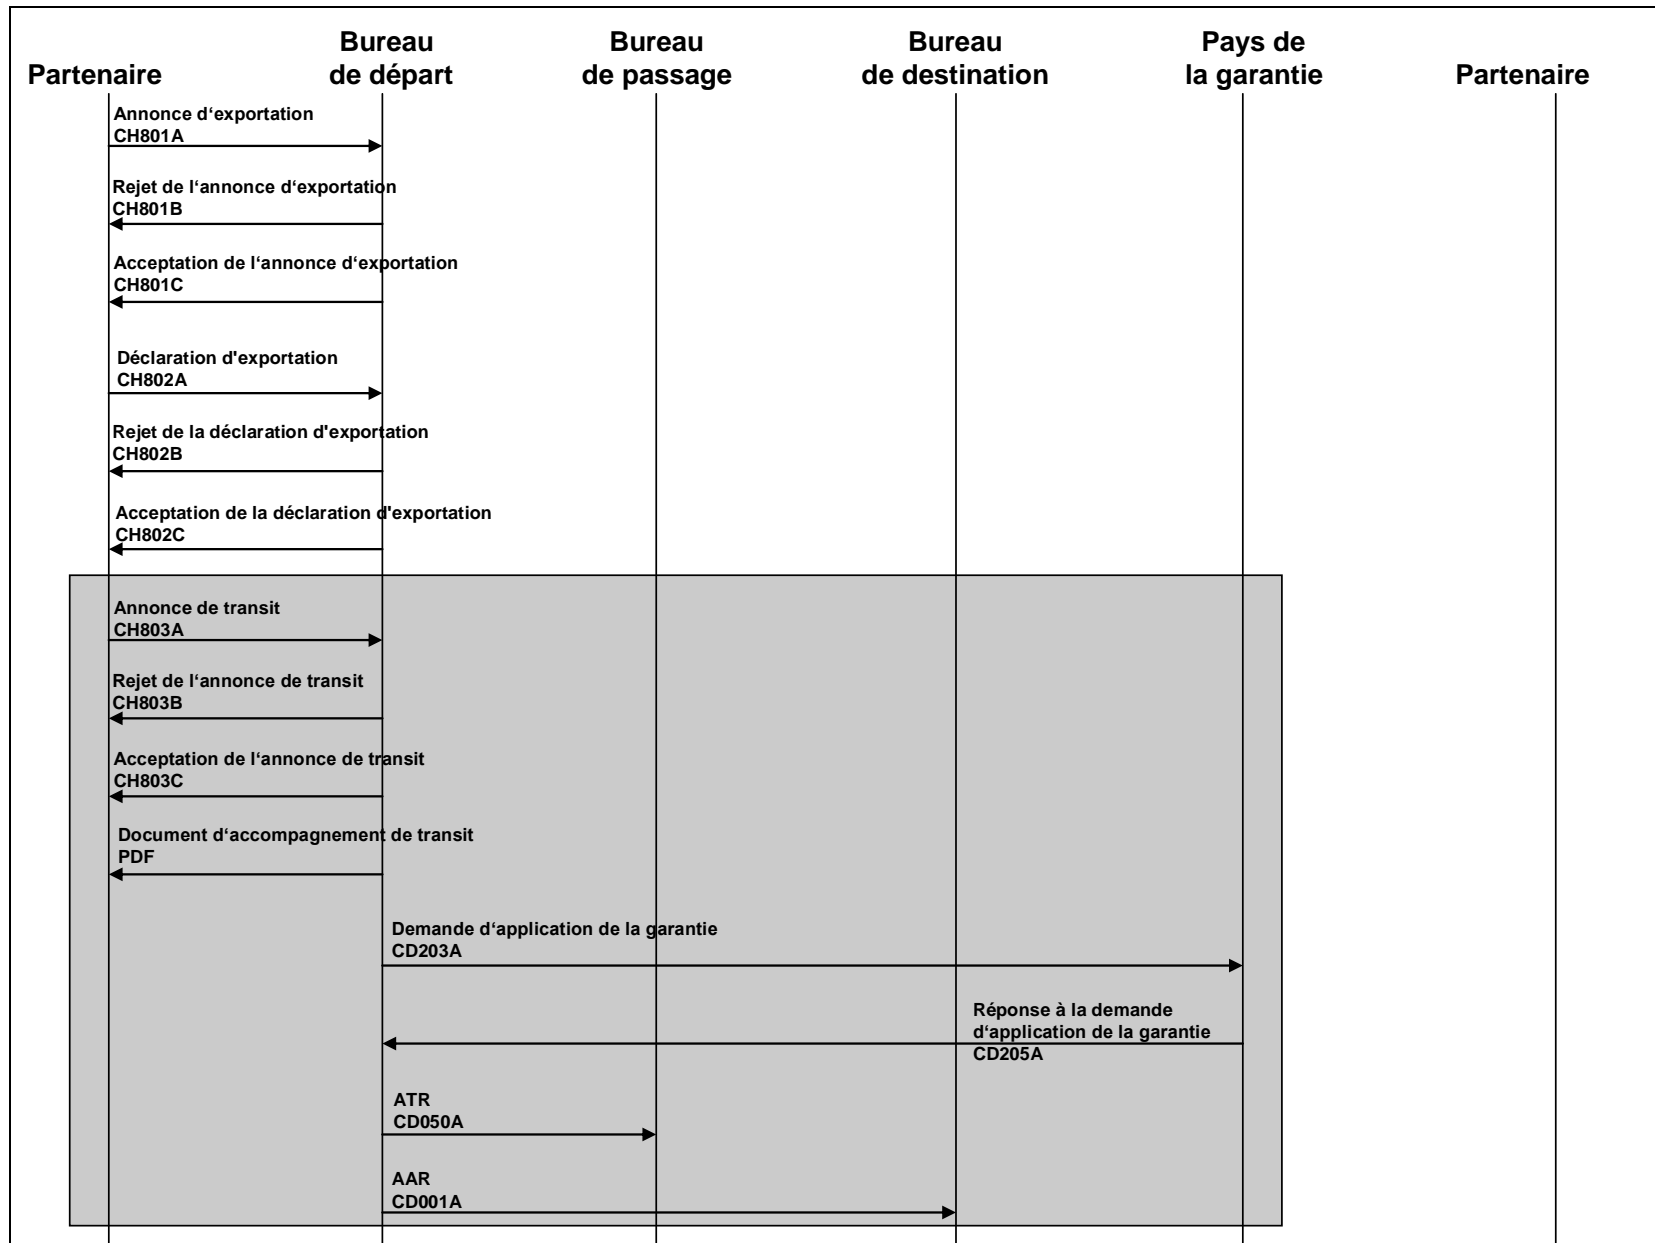 Partenaire
Bureau
de départ
Bureau
de passage
Bureau
de destination
Pays de
la garantie
Partenaire
Annonce d‘exportation
CH801A
Rejet de l‘annonce d‘exportation
CH801B
Acceptation de l‘annonce d‘exportation
CH801C
Déclaration d'exportation
CH802A
Rejet de la déclaration d'exportation
CH802B
Acceptation de la déclaration d'exportation
CH802C
Annonce de transit
CH803A
Rejet de l‘annonce de transit
CH803B
Acceptation de l‘annonce de transit
CH803C
Document d‘accompagnement de transit
PDF
Demande d‘application de la garantie
CD203A
Réponse à la demande
d‘application de la garantie
CD205A
ATR
CD050A
AAR
CD001A